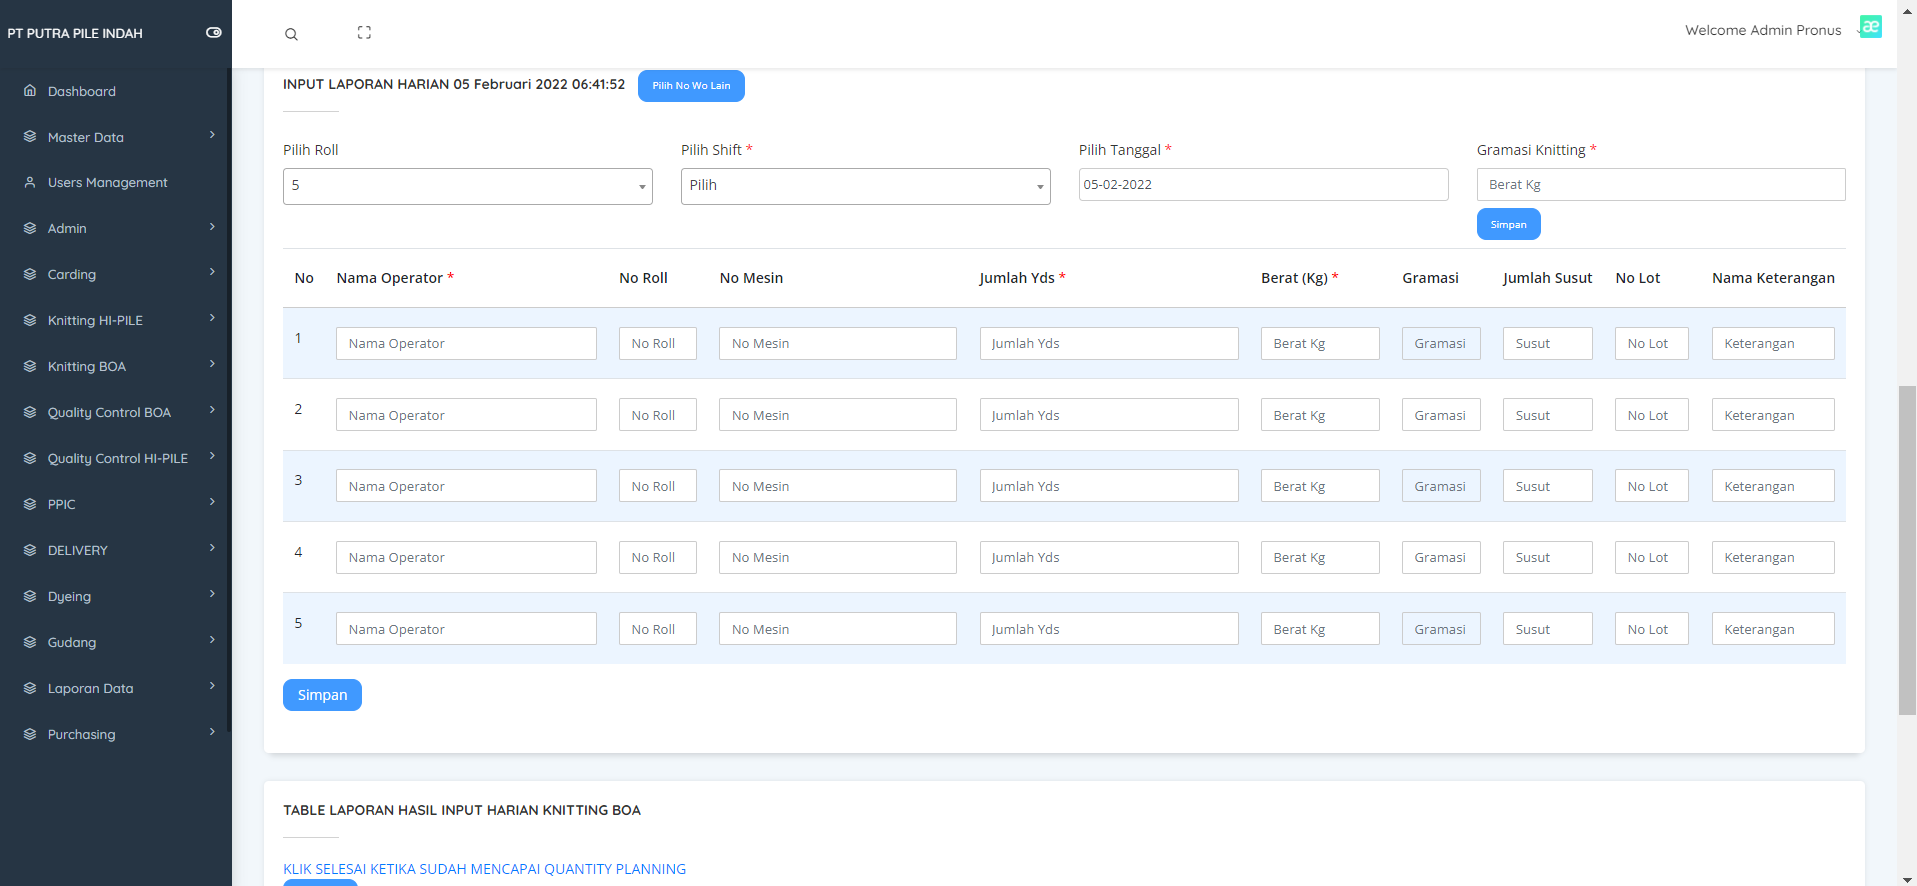 PT PUTRA PILE INDAH
Welcome Admin Pronus
æ
Dashboard
Master Data
Users Management
Admin
Carding
Knitting HI-PILE
Knitting BOA
Quality Control BOA
Quality Control HI-PILE
PPIC
DELIVERY
Dyeing
Gudang
Laporan Data
Purchasing
INPUT LAPORAN HARIAN 05 Februari 2022 06:41:52 Pilih No Wo Lain
Pilih Roll Pilih Shift * Pilih Tanggal * Gramasi Knitting *
5 Pilih 05-02-2022 Berat Kg
Simpan
No Nama Operator * No Roll No Mesin Jumlah Yds * Berat (Kg) * Gramasi Jumlah Susut No Lot Nama Keterangan
1 Nama Operator No Roll No Mesin Jumlah Yds Berat Kg Gramasi Susut No Lot Keterangan
2 Nama Operator No Roll No Mesin Jumlah Yds Berat Kg Gramasi Susut No Lot Keterangan
3 Nama Operator No Roll No Mesin Jumlah Yds Berat Kg Gramasi Susut No Lot Keterangan
4 Nama Operator No Roll No Mesin Jumlah Yds Berat Kg Gramasi Susut No Lot Keterangan
5 Nama Operator No Roll No Mesin Jumlah Yds Berat Kg Gramasi Susut No Lot Keterangan
Simpan
TABLE LAPORAN HASIL INPUT HARIAN KNITTING BOA
KLIK SELESAI KETIKA SUDAH MENCAPAI QUANTITY PLANNING